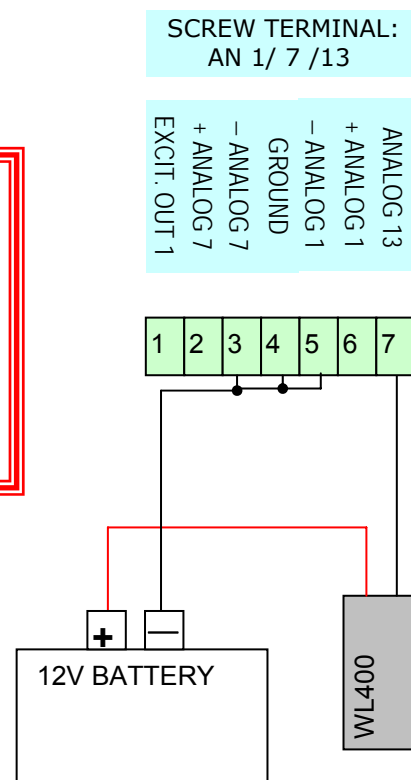 SCREW TERMINAL:
AN 1/ 7 /13
EXCIT. OUT 1
+ ANALOG 7
– ANALOG 7
GROUND
– ANALOG 1
+ ANALOG 1
ANALOG 13
1 2 3 4 5 6 7
+ —
12V BATTERY
WL400